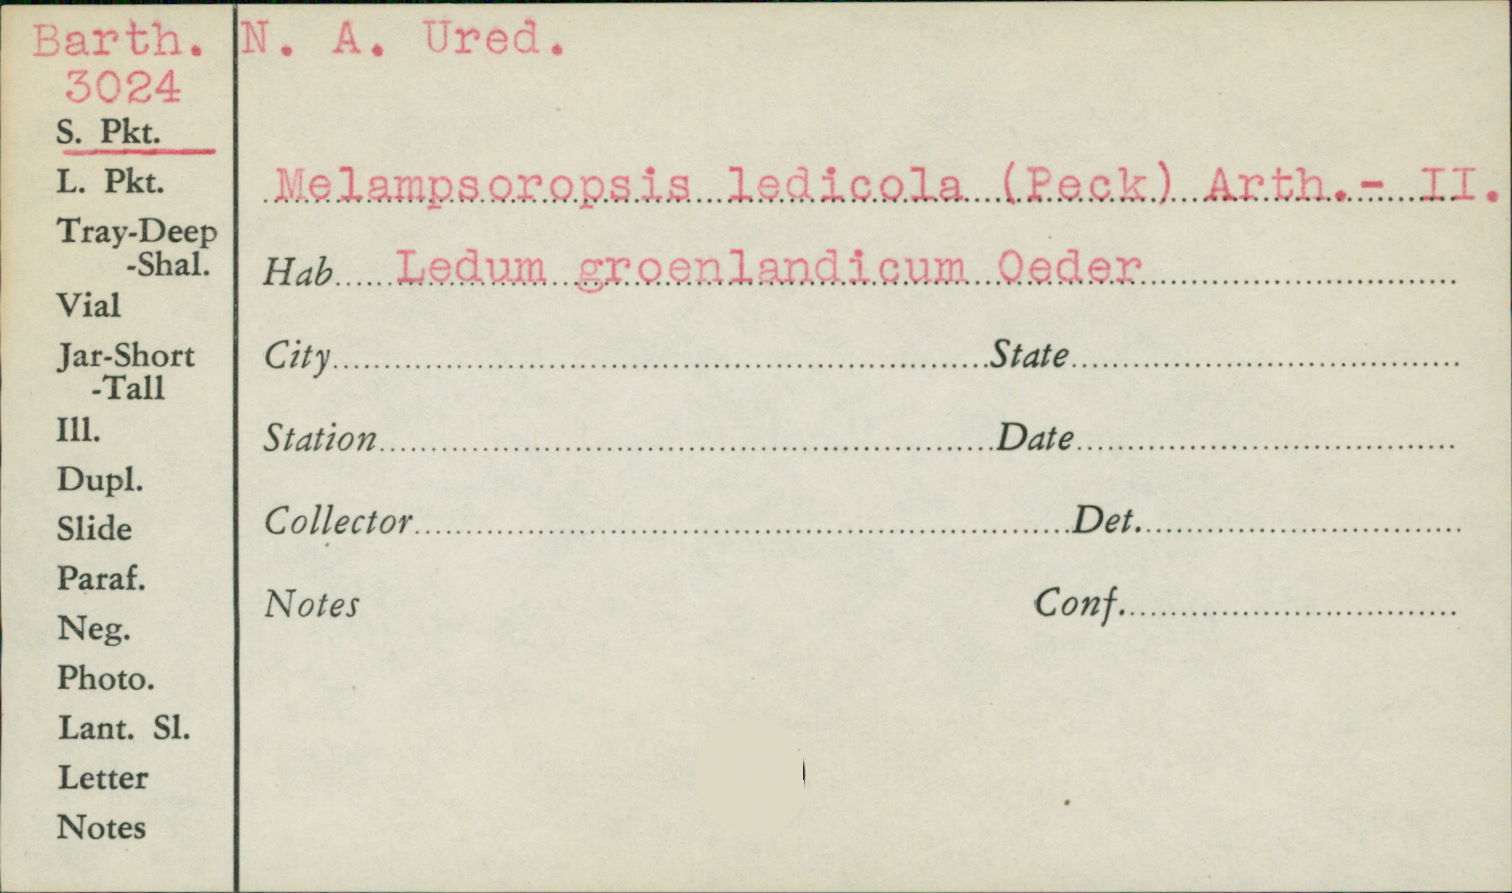 Barth. N. A. Ured.
3024
S. Pkt.
L. Pkt.
Tray-Deep
-Shal.
Vial
Jar-Short
-Tall
Ill.
Dupl.
Slide
Paraf.
Neg.
Photo.
Lant. Sl.
Letter
Notes
Melampsoropsis ledicola (Peck) Arth.- II.
Hab Ledum groenlandicum Oeder
City State
Station Date
Collector Det.
Notes Conf.